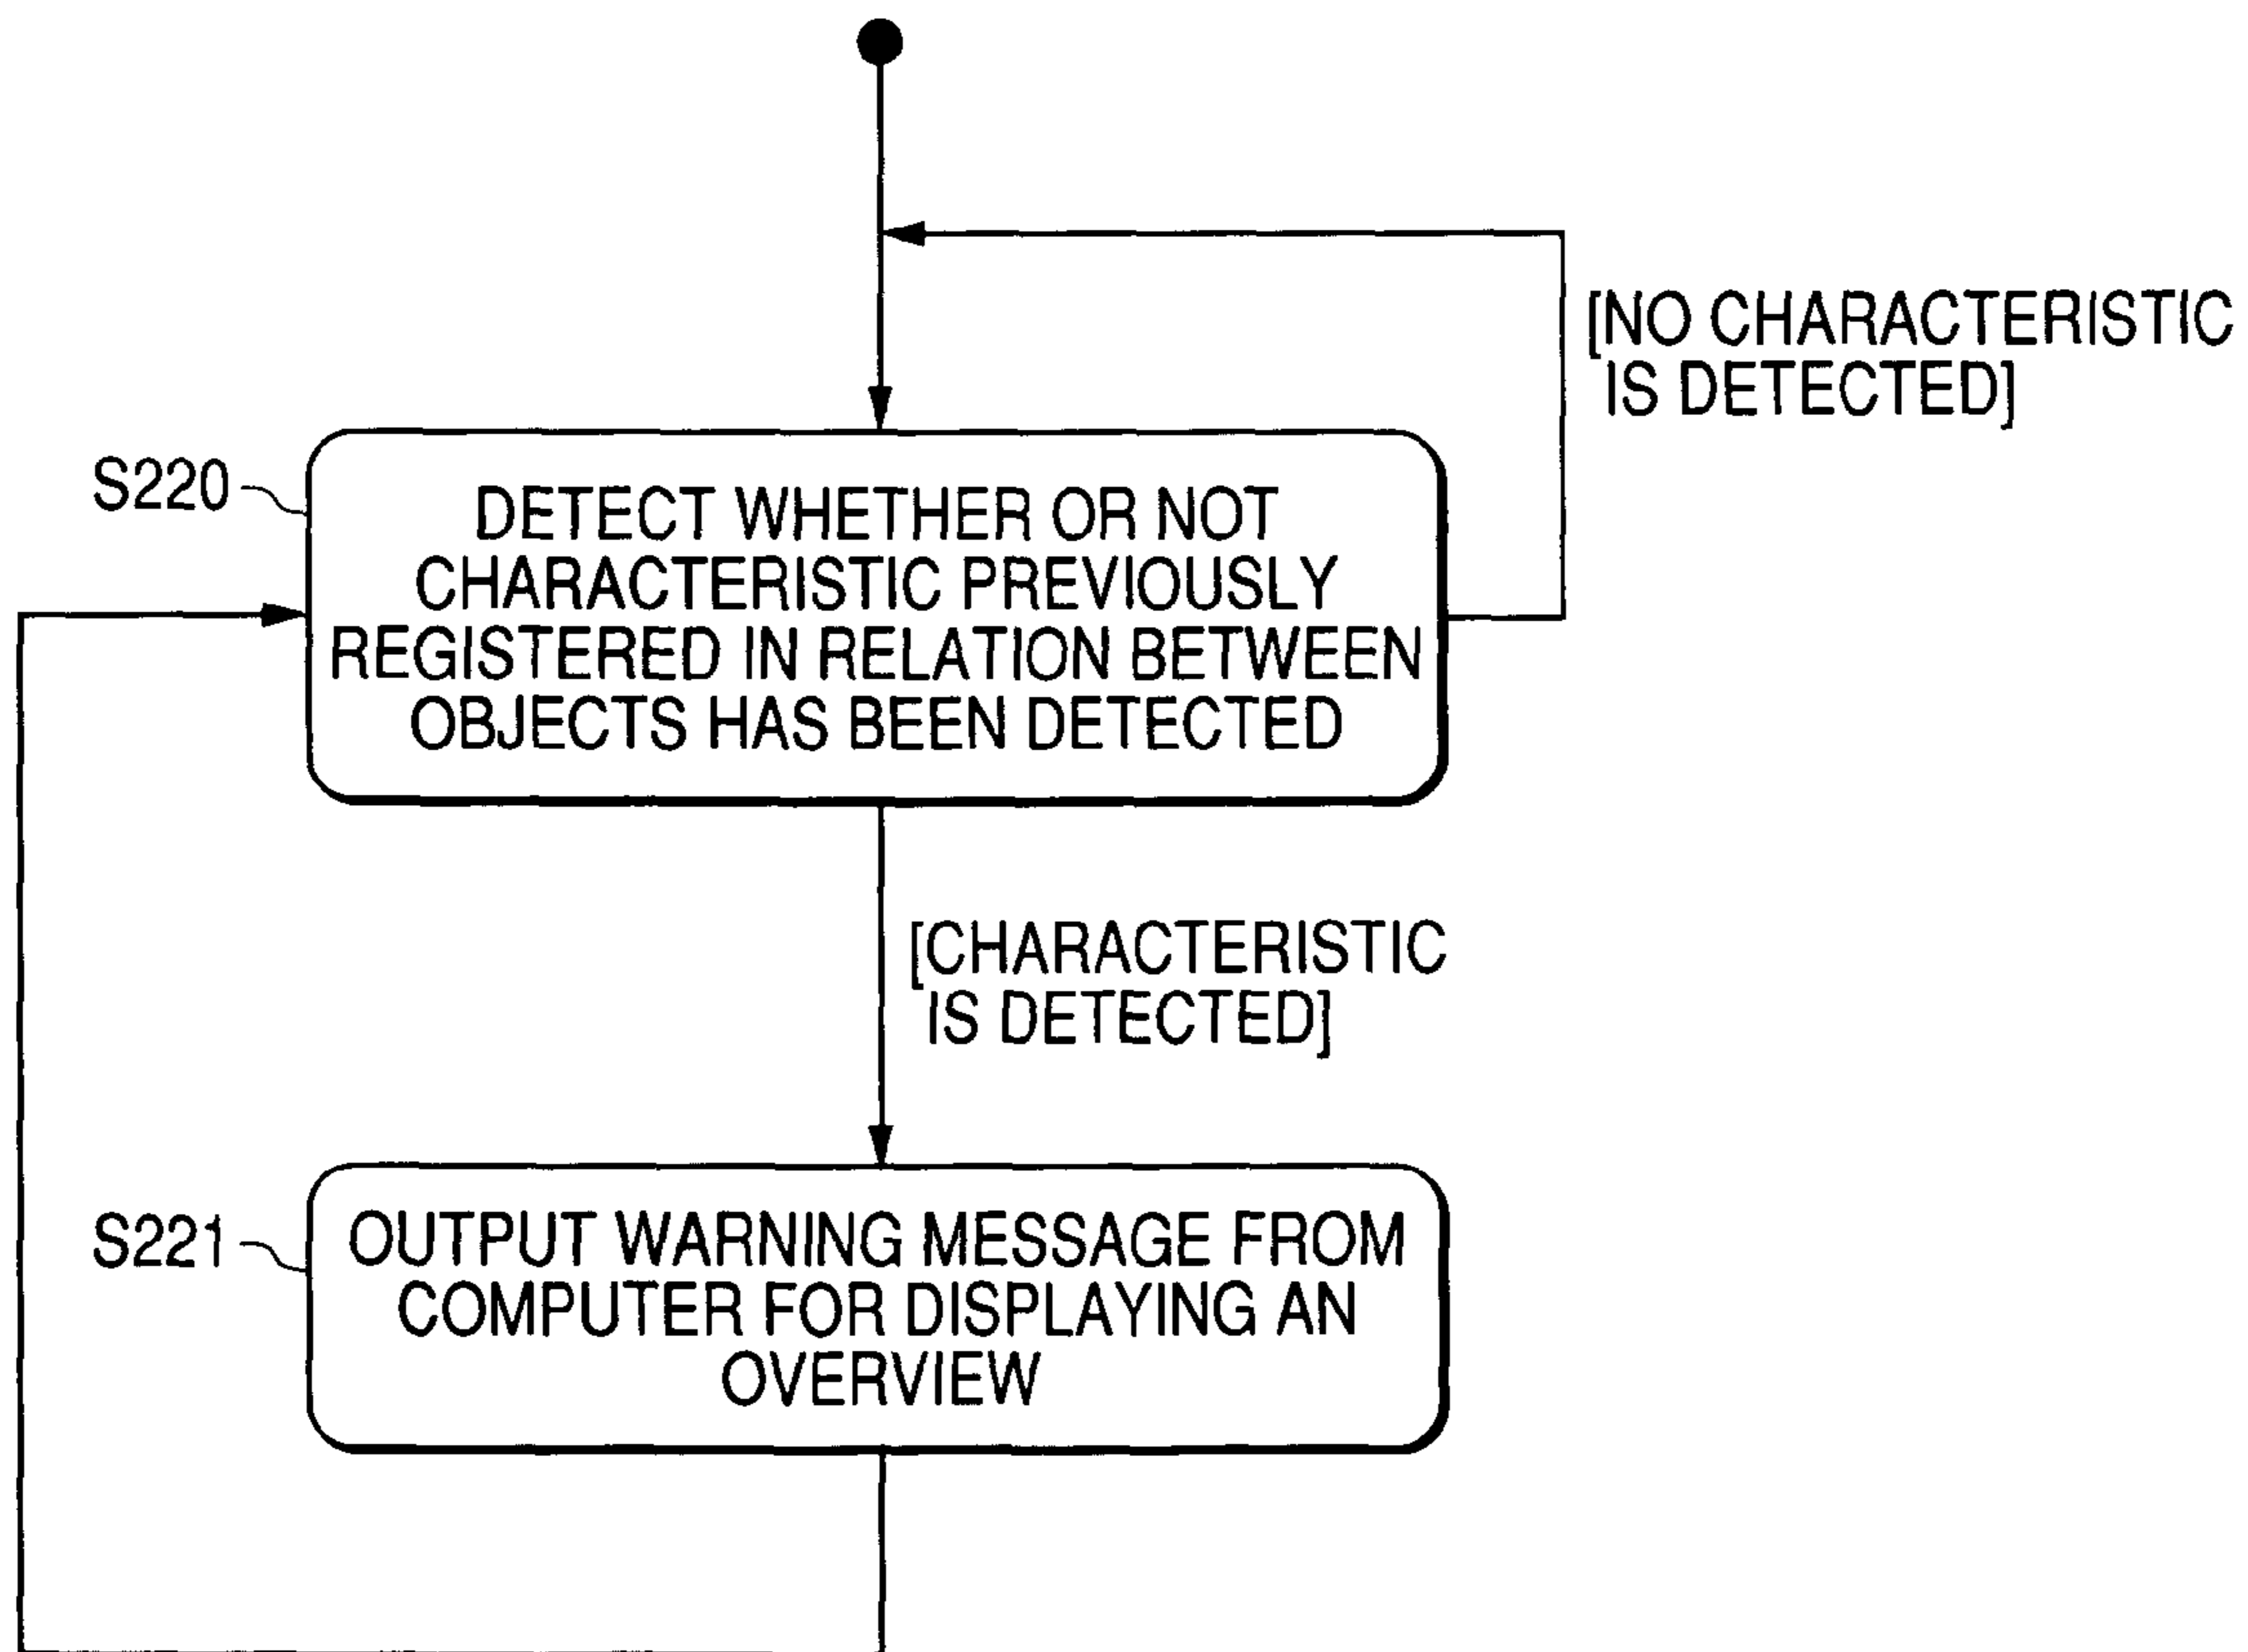 [NO CHARACTERISTIC
IS DETECTED]
S220
DETECT WHETHER OR NOT
CHARACTERISTIC PREVIOUSLY
REGISTERED IN RELATION BETWEEN
OBJECTS HAS BEEN DETECTED
[CHARACTERISTIC
IS DETECTED]
S221
OUTPUT WARNING MESSAGE FROM
COMPUTER FOR DISPLAYING AN
OVERVIEW